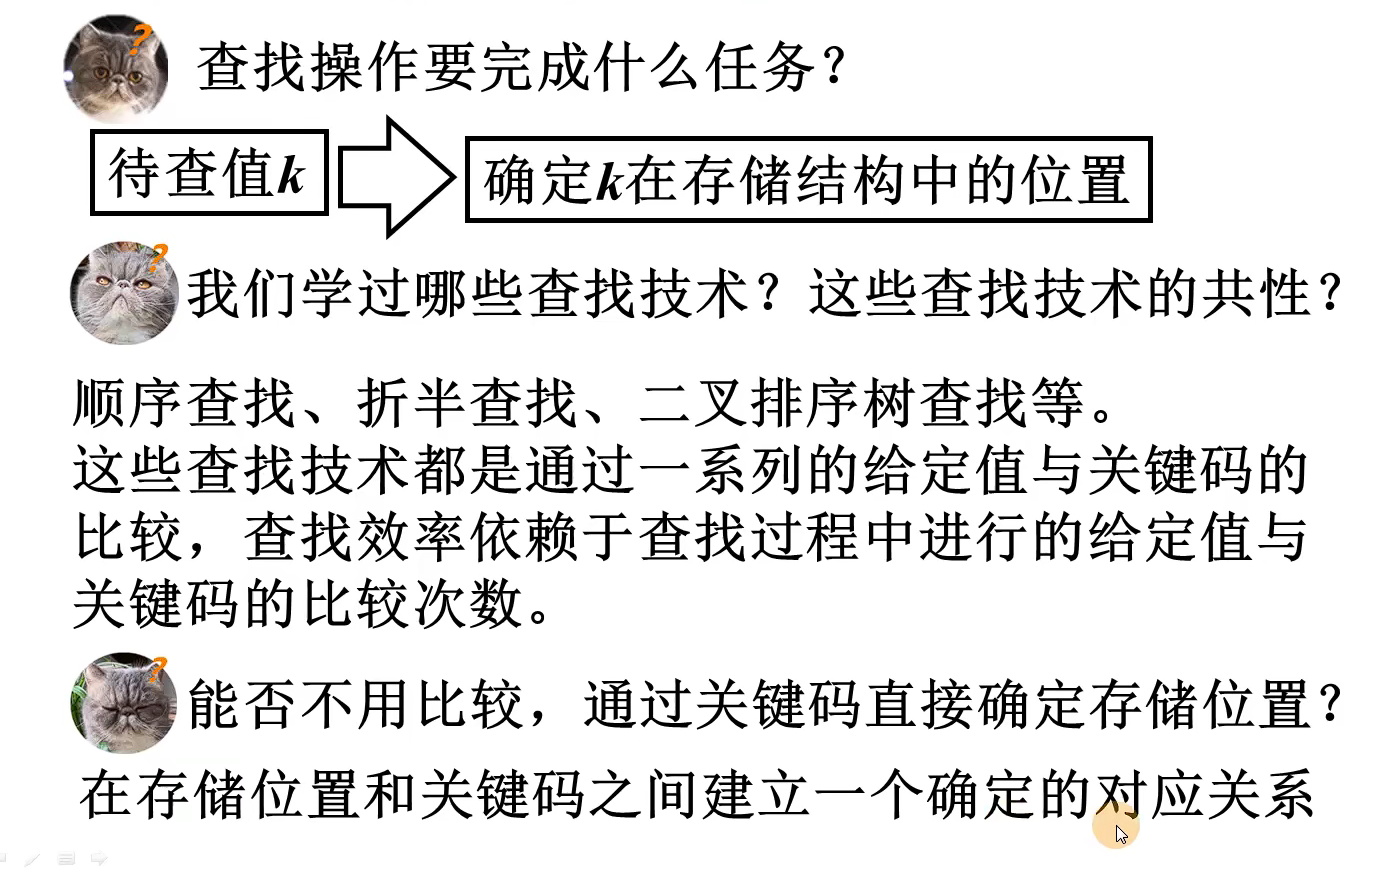 查找操作要完成什么任务？
待查值k
确定k在存储结构中的位置
我们学过哪些查找技术？这些查找技术的共性？
顺序查找、折半查找、二叉排序树查找等。
这些查找技术都是通过一系列的给定值与关键码的
比较，查找效率依赖于查找过程中进行的给定值与
关键码的比较次数。
能否不用比较，通过关键码直接确定存储位置？
在存储位置和关键码之间建立一个确定的对应关系